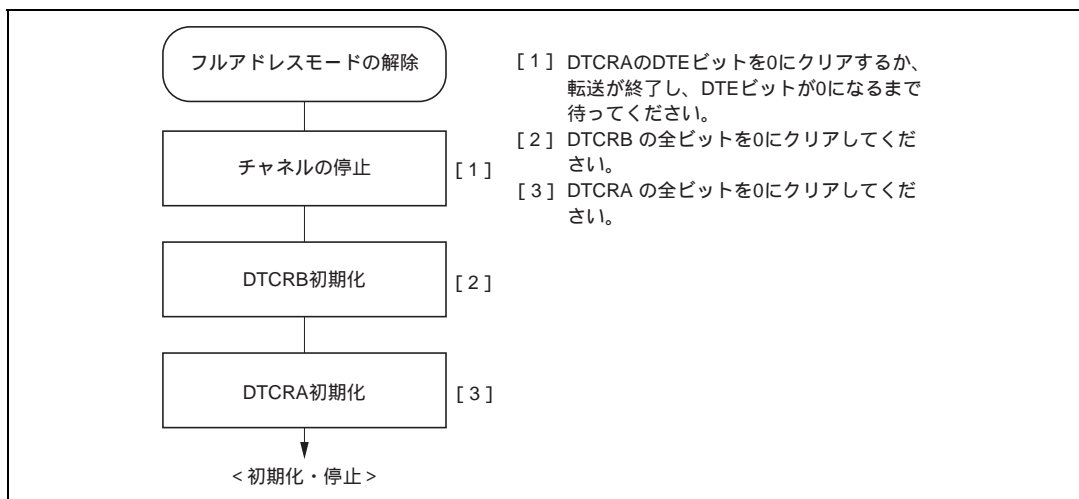 フルアドレスモードの解除
チャネルの停止
[1]
DTCRB初期化
[2]
DTCRA初期化
[3]
<初期化・停止>
[1] DTCRAのDTEビットを0にクリアするか、
転送が終了し、DTEビットが0になるまで
待ってください。
[2] DTCRB の全ビットを0にクリアしてくだ
さい。
[3] DTCRA の全ビットを0にクリアしてくだ
さい。